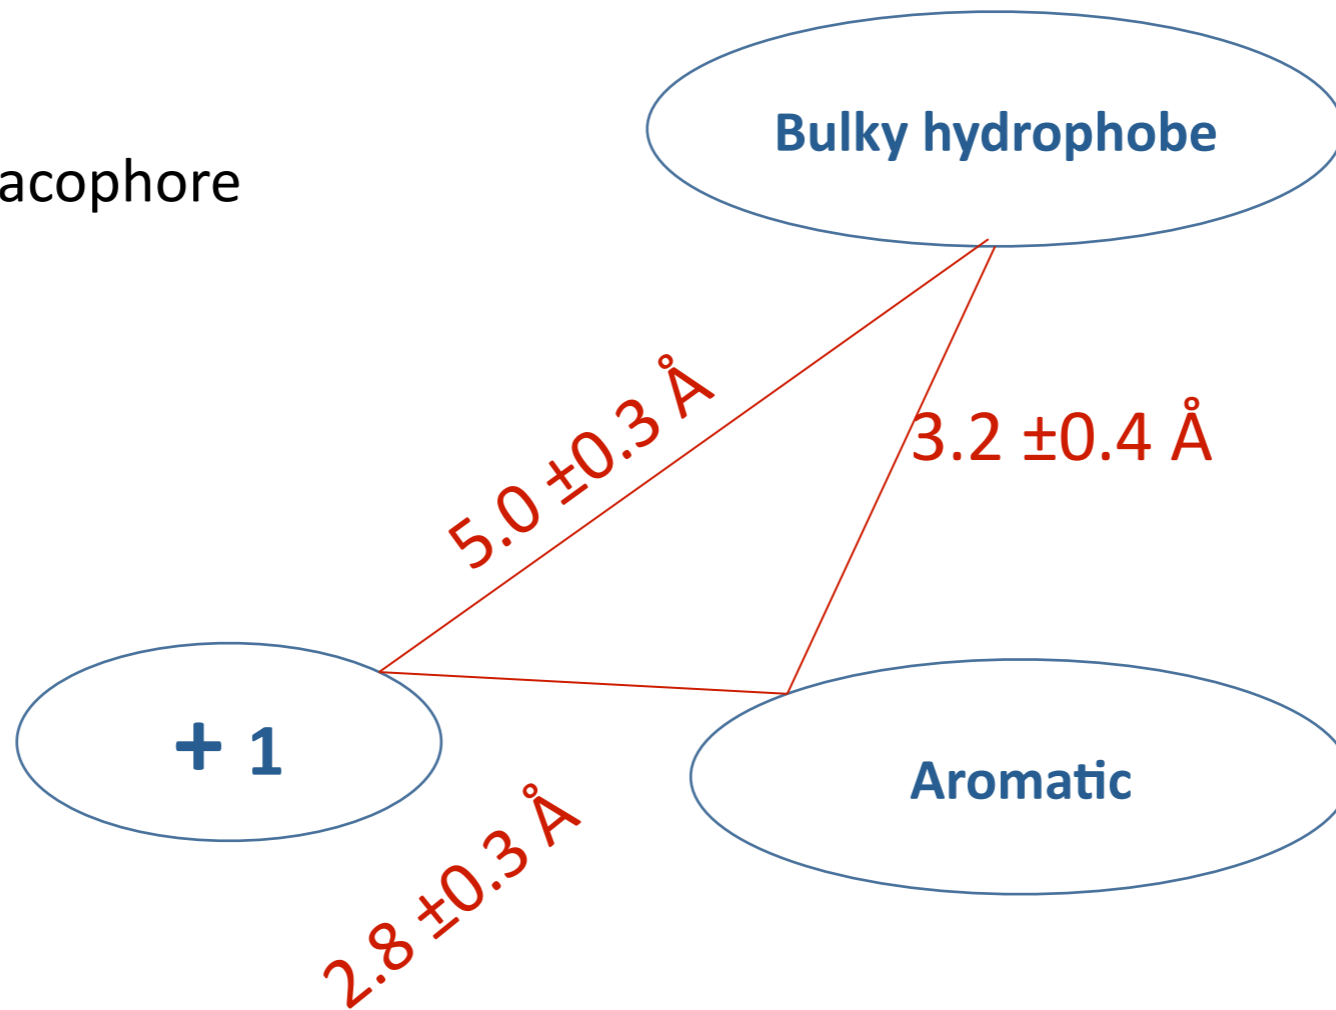 Bulky hydrophobe
acophore
5.0 ±0.3 Å
3.2 ±0.4 Å
+ 1
Aromatic
2.8 ±0.3 Å